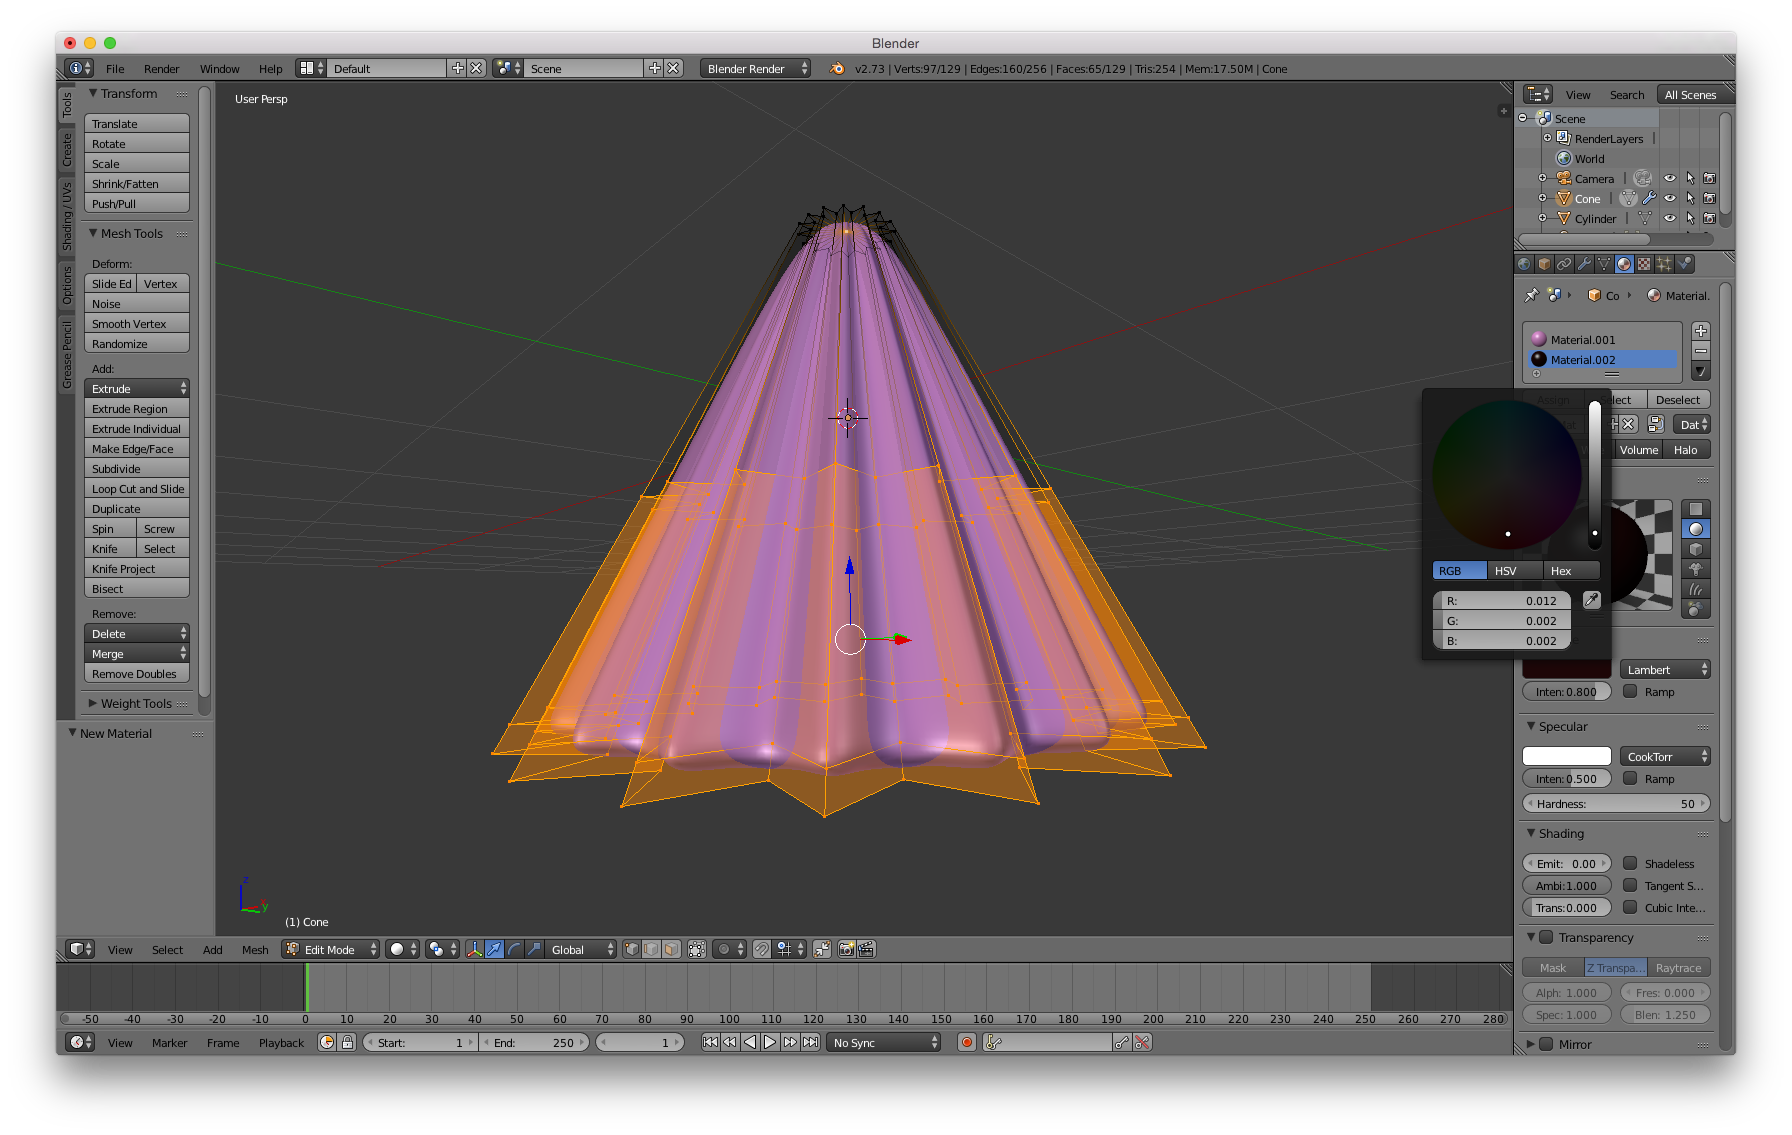 Blender
File Render Window Help Default Scene Blender Render v2.73 | Verts:97/129 | Edges:160/256 | Faces:65/129 | Tris:254 | Mem:17.50M | Cone
Tools
Create
Shading / UVs
Options
Grease Pencil
Transform
Translate
Rotate
Scale
Shrink/Fatten
Push/Pull
Mesh Tools
Deform:
Slide Ed Vertex
Noise
Smooth Vertex
Randomize
Add:
Extrude
Extrude Region
Extrude Individual
Make Edge/Face
Subdivide
Loop Cut and Slide
Duplicate
Spin Screw
Knife Select
Knife Project
Bisect
Remove:
Delete
Merge
Remove Doubles
Weight Tools
New Material
User Persp
z
y
(1) Cone
View Search All Scenes
Scene
RenderLayers |
World
Camera |
Cone |
Cylinder |
Co Material.
Material.001
Material.002
Assign Select Deselect
Dat
Volume Halo
RGB HSV Hex
R: 0.012
G: 0.002
B: 0.002
Lambert
Inten: 0.800 Ramp
Specular
CookTorr
Inten: 0.500 Ramp
Hardness: 50
Shading
Emit: 0.00 Shadeless
Ambi: 1.000 Tangent S...
Trans: 0.000 Cubic Inte...
Transparency
Mask Z Transpa... Raytrace
Alph: 1.000 Fres: 0.000
Spec: 1.000 Blen: 1.250
Mirror
View Select Add Mesh Edit Mode Global
-50 -40 -30 -20 -10 0 10 20 30 40 50 60 70 80 90 100 110 120 130 140 150 160 170 180 190 200 210 220 230 240 250 260 270 280
View Marker Frame Playback Start: 1 End: 250 1 No Sync